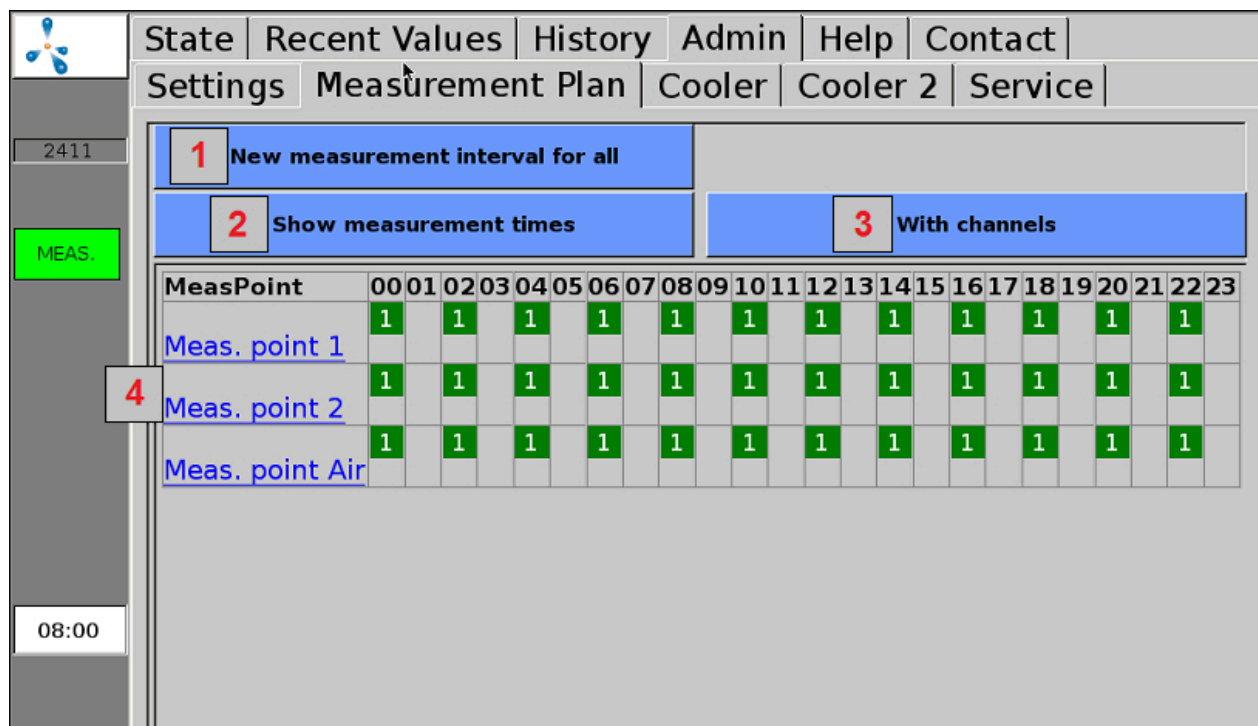 State Recent Values History Admin Help Contact
Settings Measurement Plan Cooler Cooler 2 Service
2411
1 New measurement interval for all
2 Show measurement times 3 With channels
MEAS.
MeasPoint 00 01 02 03 04 05 06 07 08 09 10 11 12 13 14 15 16 17 18 19 20 21 22 23
1 1 1 1 1 1 1 1 1 1 1 1
Meas. point 1
1 1 1 1 1 1 1 1 1 1 1 1
4 Meas. point 2
1 1 1 1 1 1 1 1 1 1 1 1
Meas. point Air
08:00